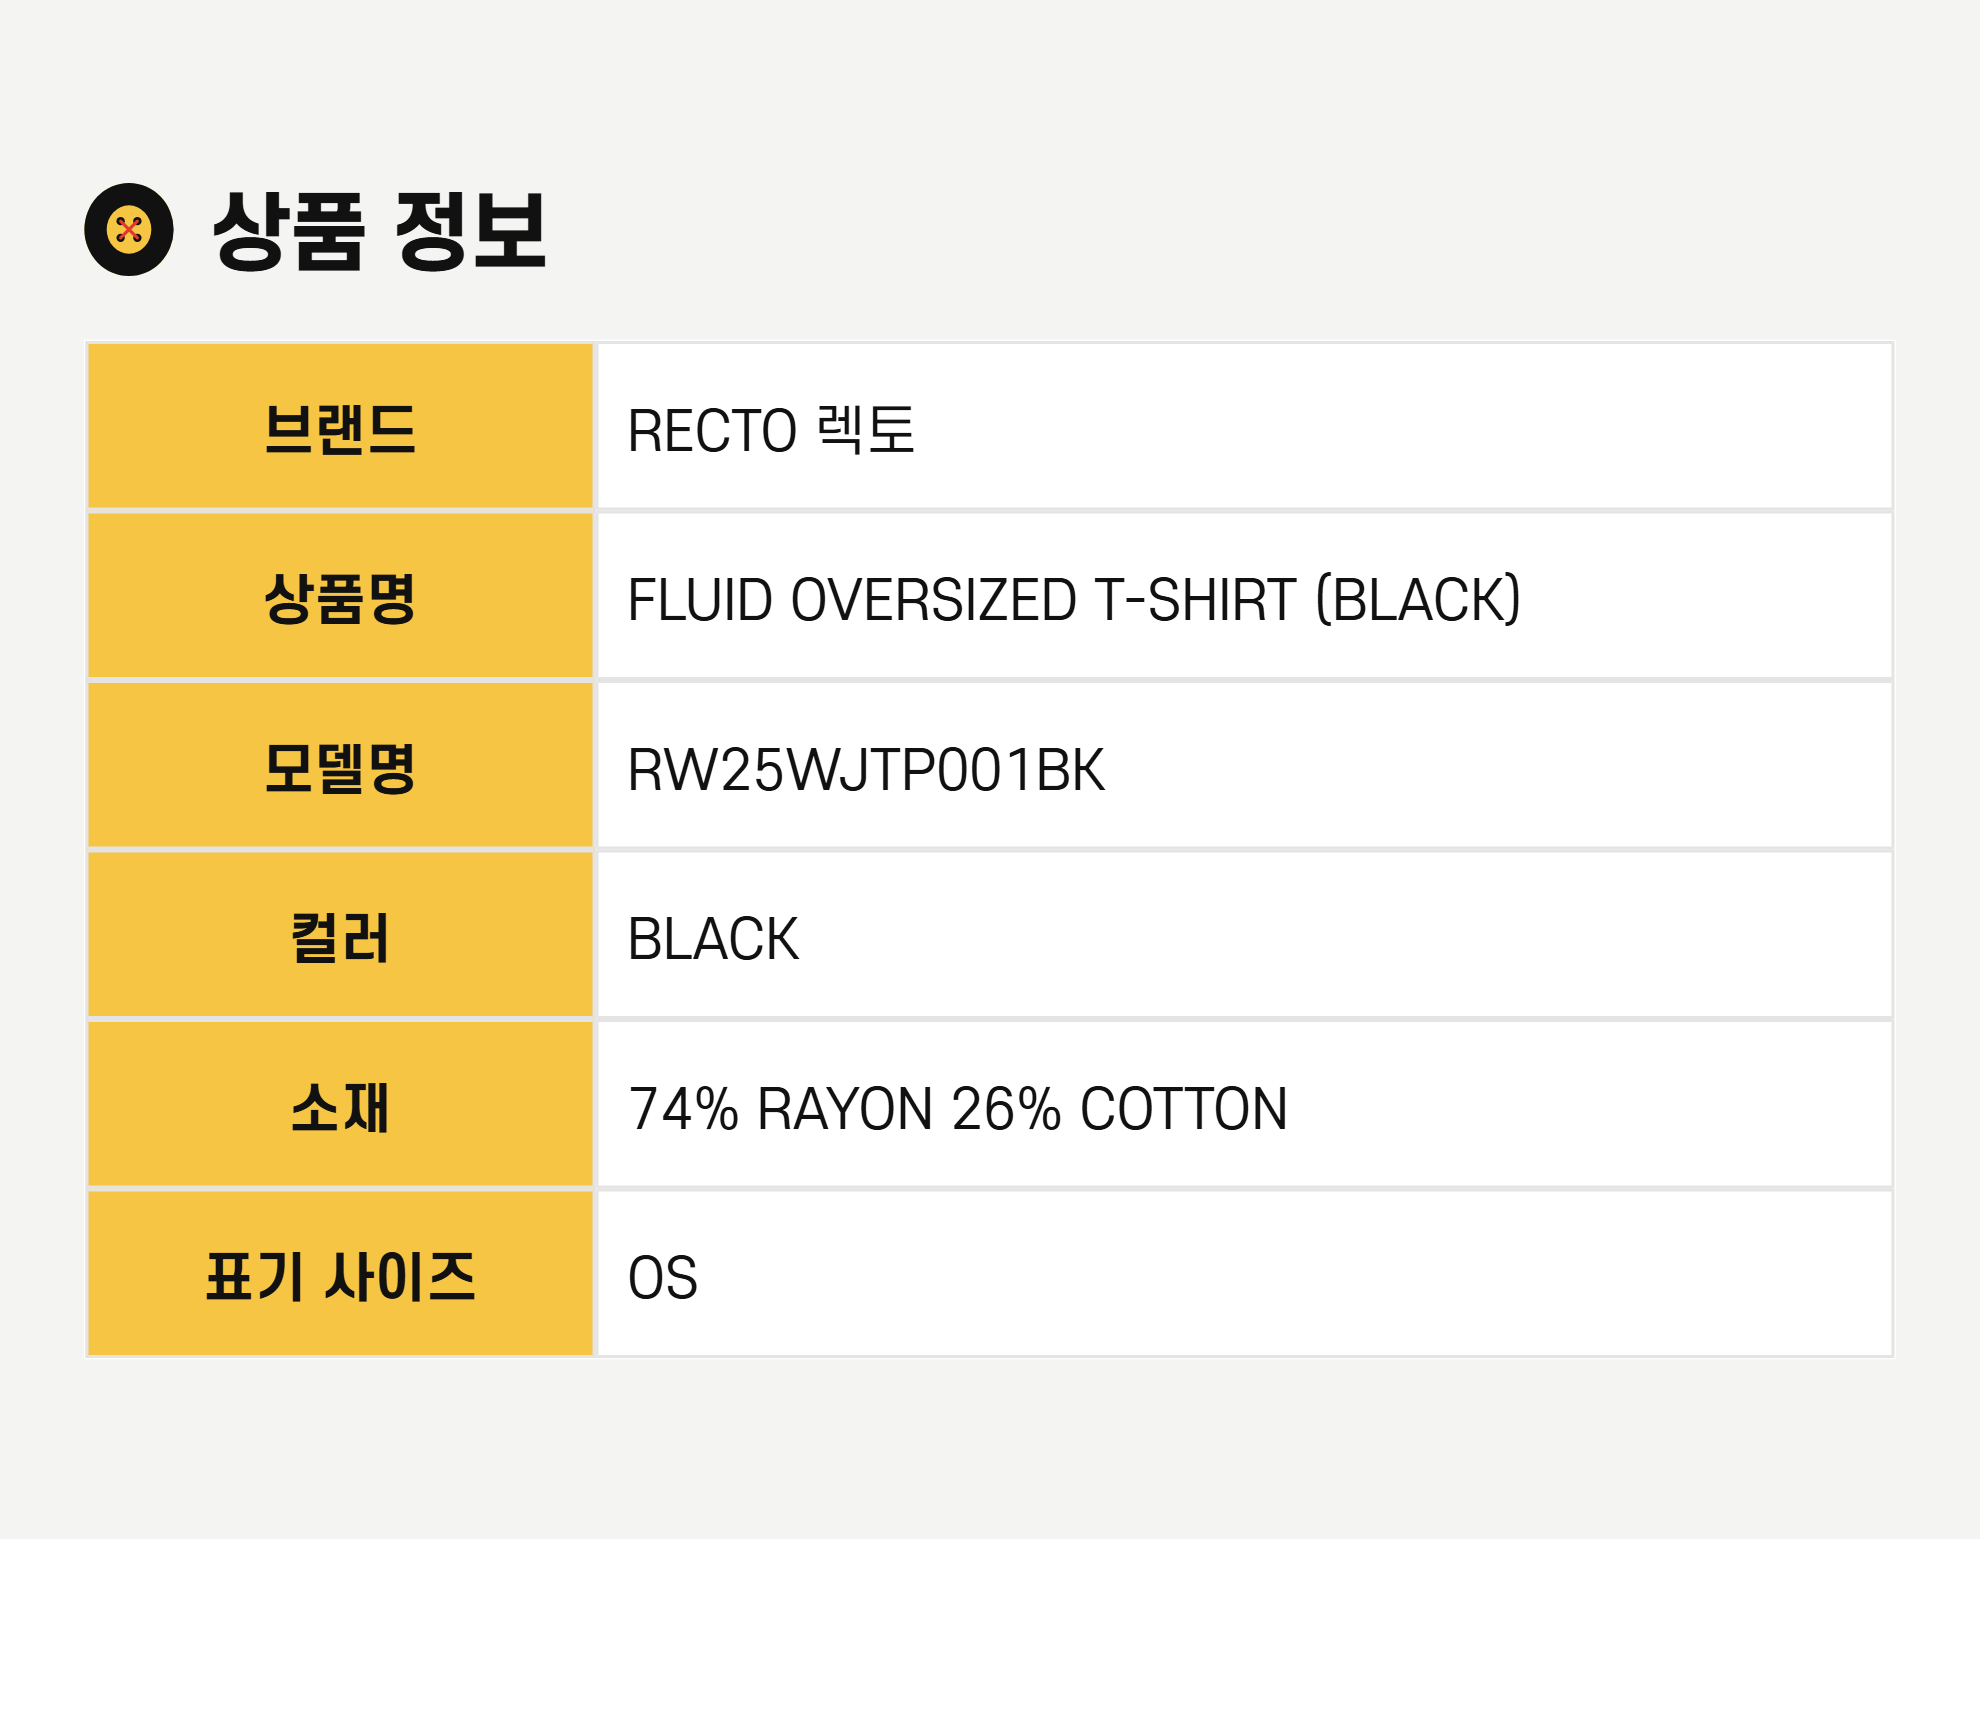 상품 정보
브랜드 RECTO 렉토
상품명 FLUID OVERSIZED T-SHIRT (BLACK)
모델명 RW25WJTP001BK
컬러 BLACK
소재 74% RAYON 26% COTTON
표기 사이즈 OS